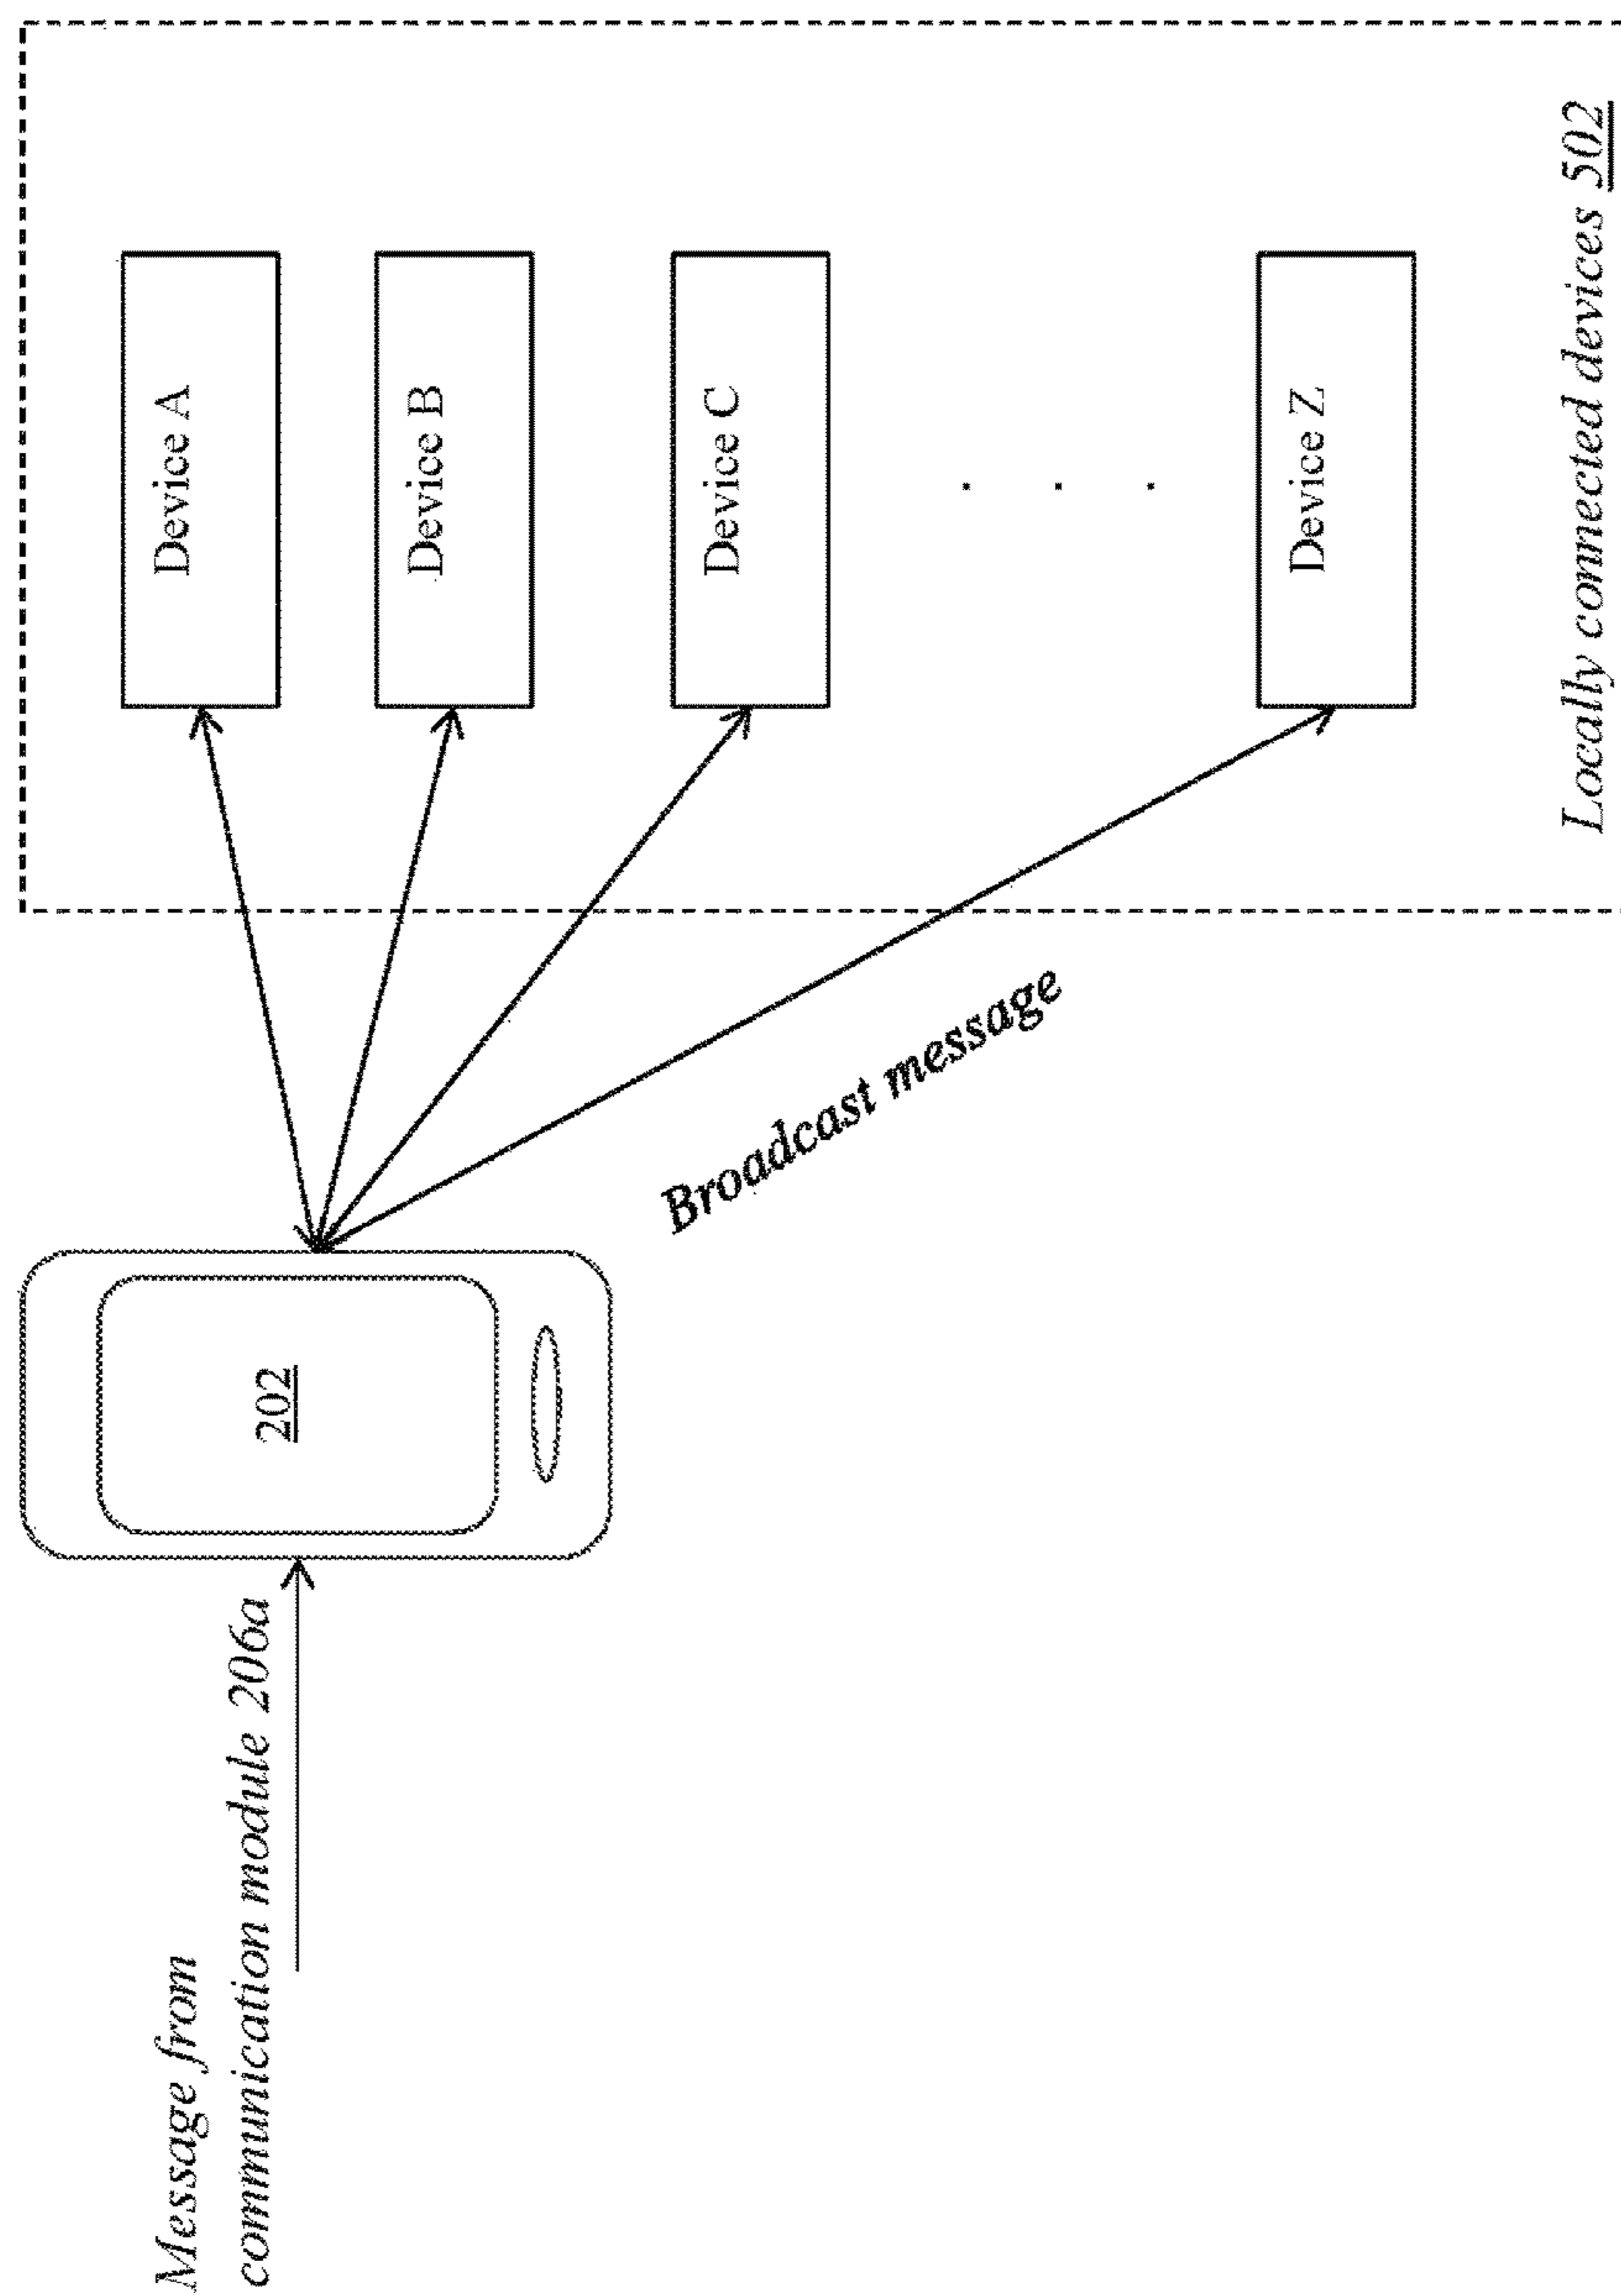 Message from
communication module 206a
202
Broadcast message
Device A
Device B
Device C
Device Z
Locally connected devices 502